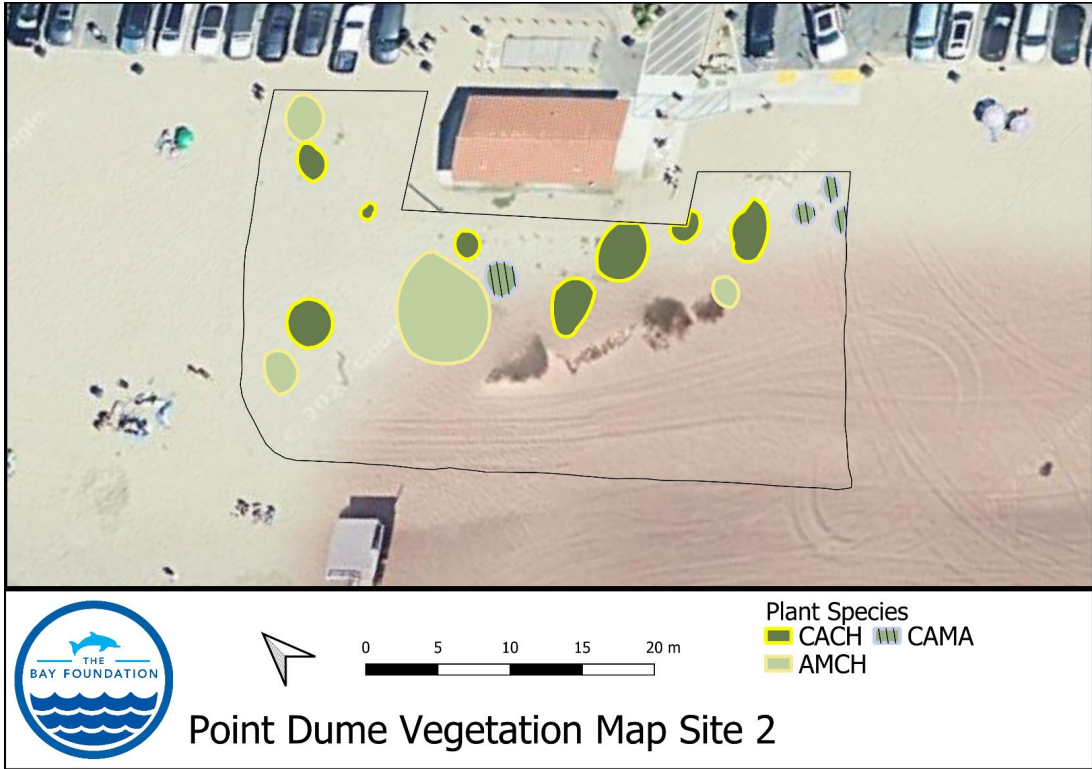 THE
BAY FOUNDATION
0 5 10 15 20 m
Plant Species
CACH CAMA
AMCH
Point Dume Vegetation Map Site 2